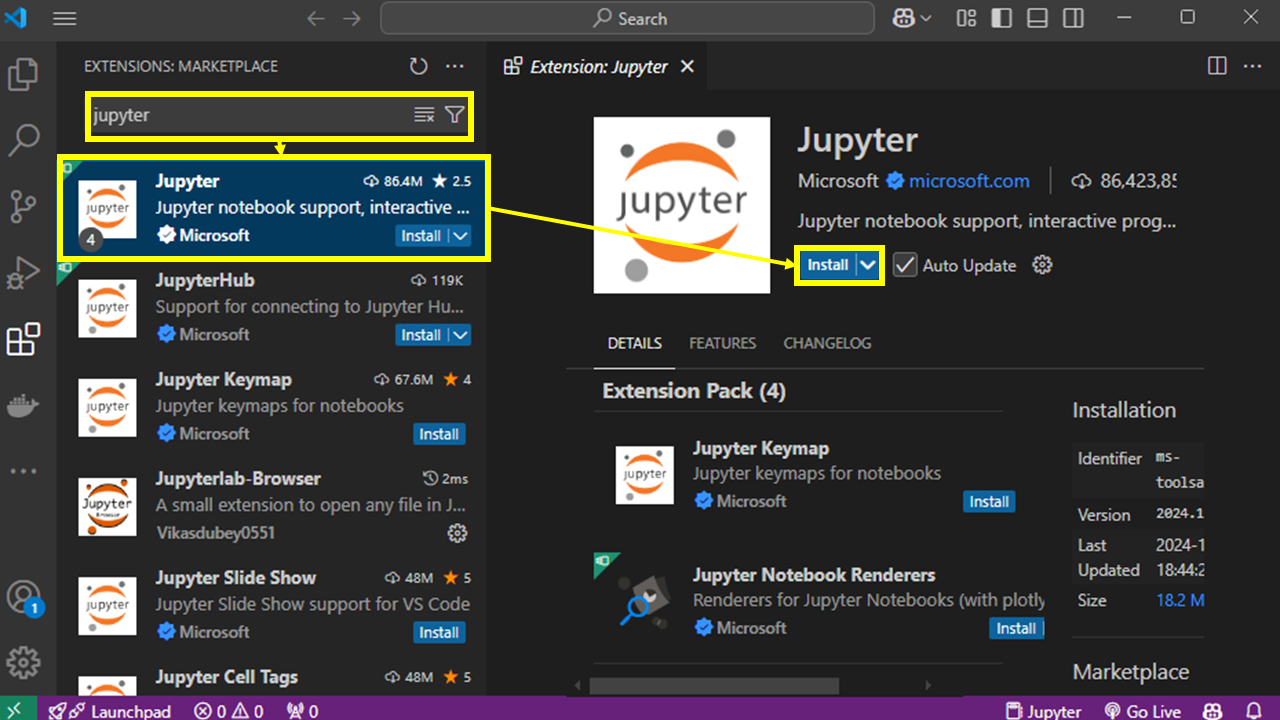 Search
EXTENSIONS: MARKETPLACE
jupyter
Jupyter 86.4M 2.5
Jupyter notebook support, interactive ...
Microsoft Install
4
JupyterHub 119K
Support for connecting to Jupyter Hu...
Microsoft Install
Jupyter Keymap 67.6M 4
Jupyter keymaps for notebooks
Microsoft Install
Jupyterlab-Browser 2ms
A small extension to open any file in J...
Vikasdubey0551
Jupyter Slide Show 48M 5
Jupyter Slide Show support for VS Code
Microsoft Install
Jupyter Cell Tags 48M 5
jupyter
jupyter
jupyter
Jupyter
Browser
jupyter
1
Extension: Jupyter
jupyter
Jupyter
Microsoft microsoft.com 86,423,85
Jupyter notebook support, interactive prog...
Install Auto Update
DETAILS FEATURES CHANGELOG
Extension Pack (4)
jupyter
Jupyter Keymap
Jupyter keymaps for notebooks
Microsoft Install
Jupyter Notebook Renderers
Renderers for Jupyter Notebooks (with plotly
Microsoft Install
Installation
Identifier ms-
toolsa
Version 2024.1
Last 2024-1
Updated 18:44:2
Size 18.2 M
Marketplace
Launchpad 0 0 0
Jupyter Go Live